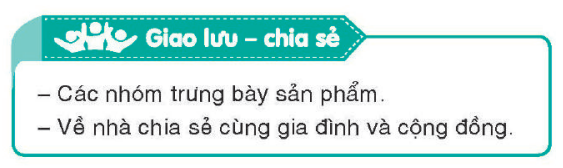 Giao lưu – chia sẻ
– Các nhóm trưng bày sản phẩm.
– Về nhà chia sẻ cùng gia đình và cộng đồng.